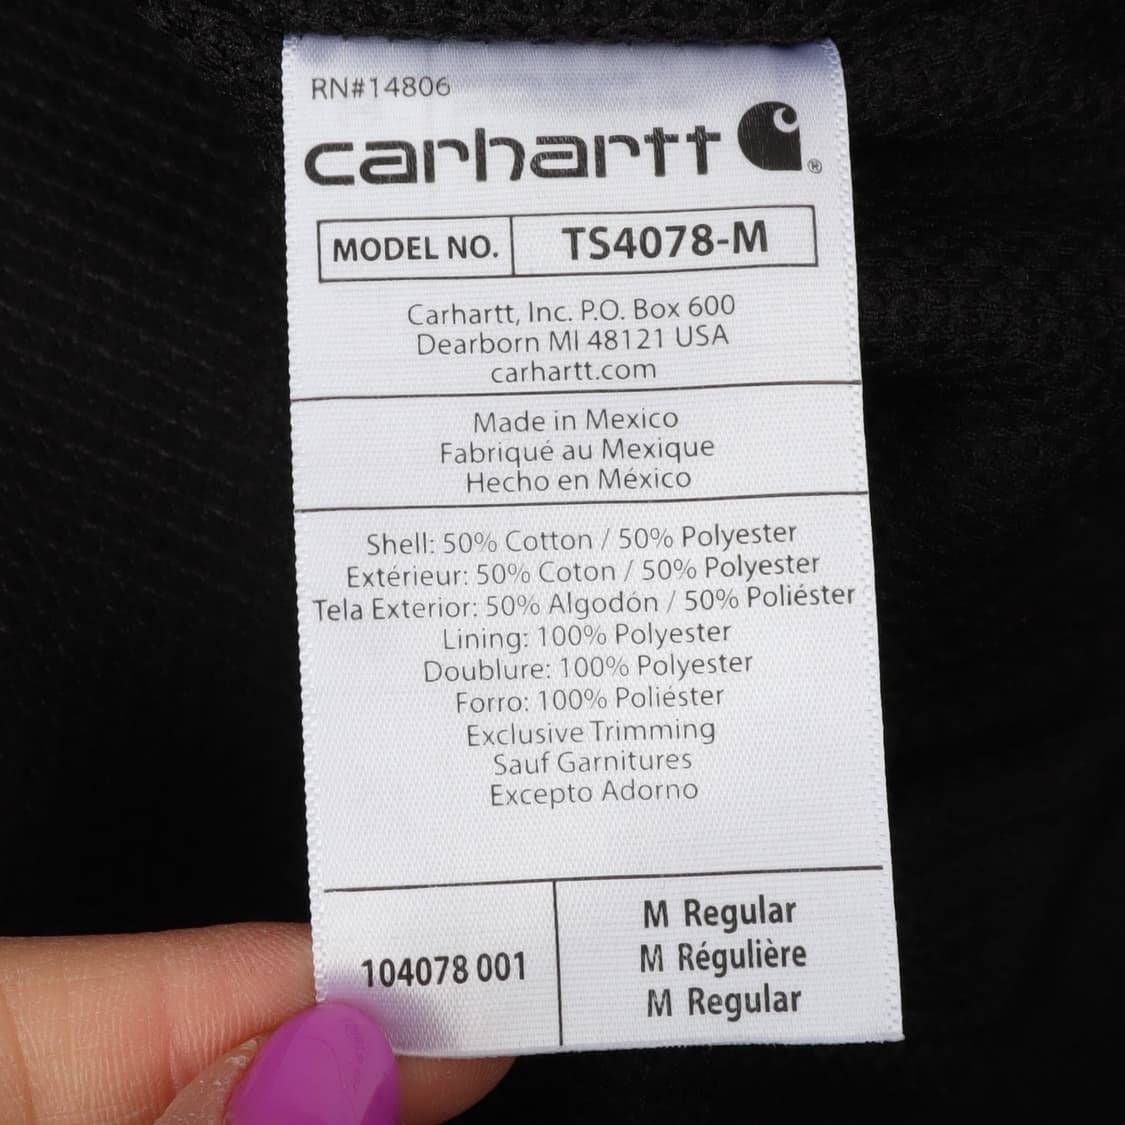 RN#14806
carhartt ®
MODEL NO. TS4078-M
Carhartt, Inc. P.O. Box 600
Dearborn MI 48121 USA
carhartt.com
Made in Mexico
Fabriqué au Mexique
Hecho en México
Shell: 50% Cotton / 50% Polyester
Extérieur: 50% Coton / 50% Polyester
Tela Exterior: 50% Algodón / 50% Poliéster
Lining: 100% Polyester
Doublure: 100% Polyester
Forro: 100% Poliéster
Exclusive Trimming
Sauf Garnitures
Excepto Adorno
104078 001
M Regular
M Régulière
M Regular